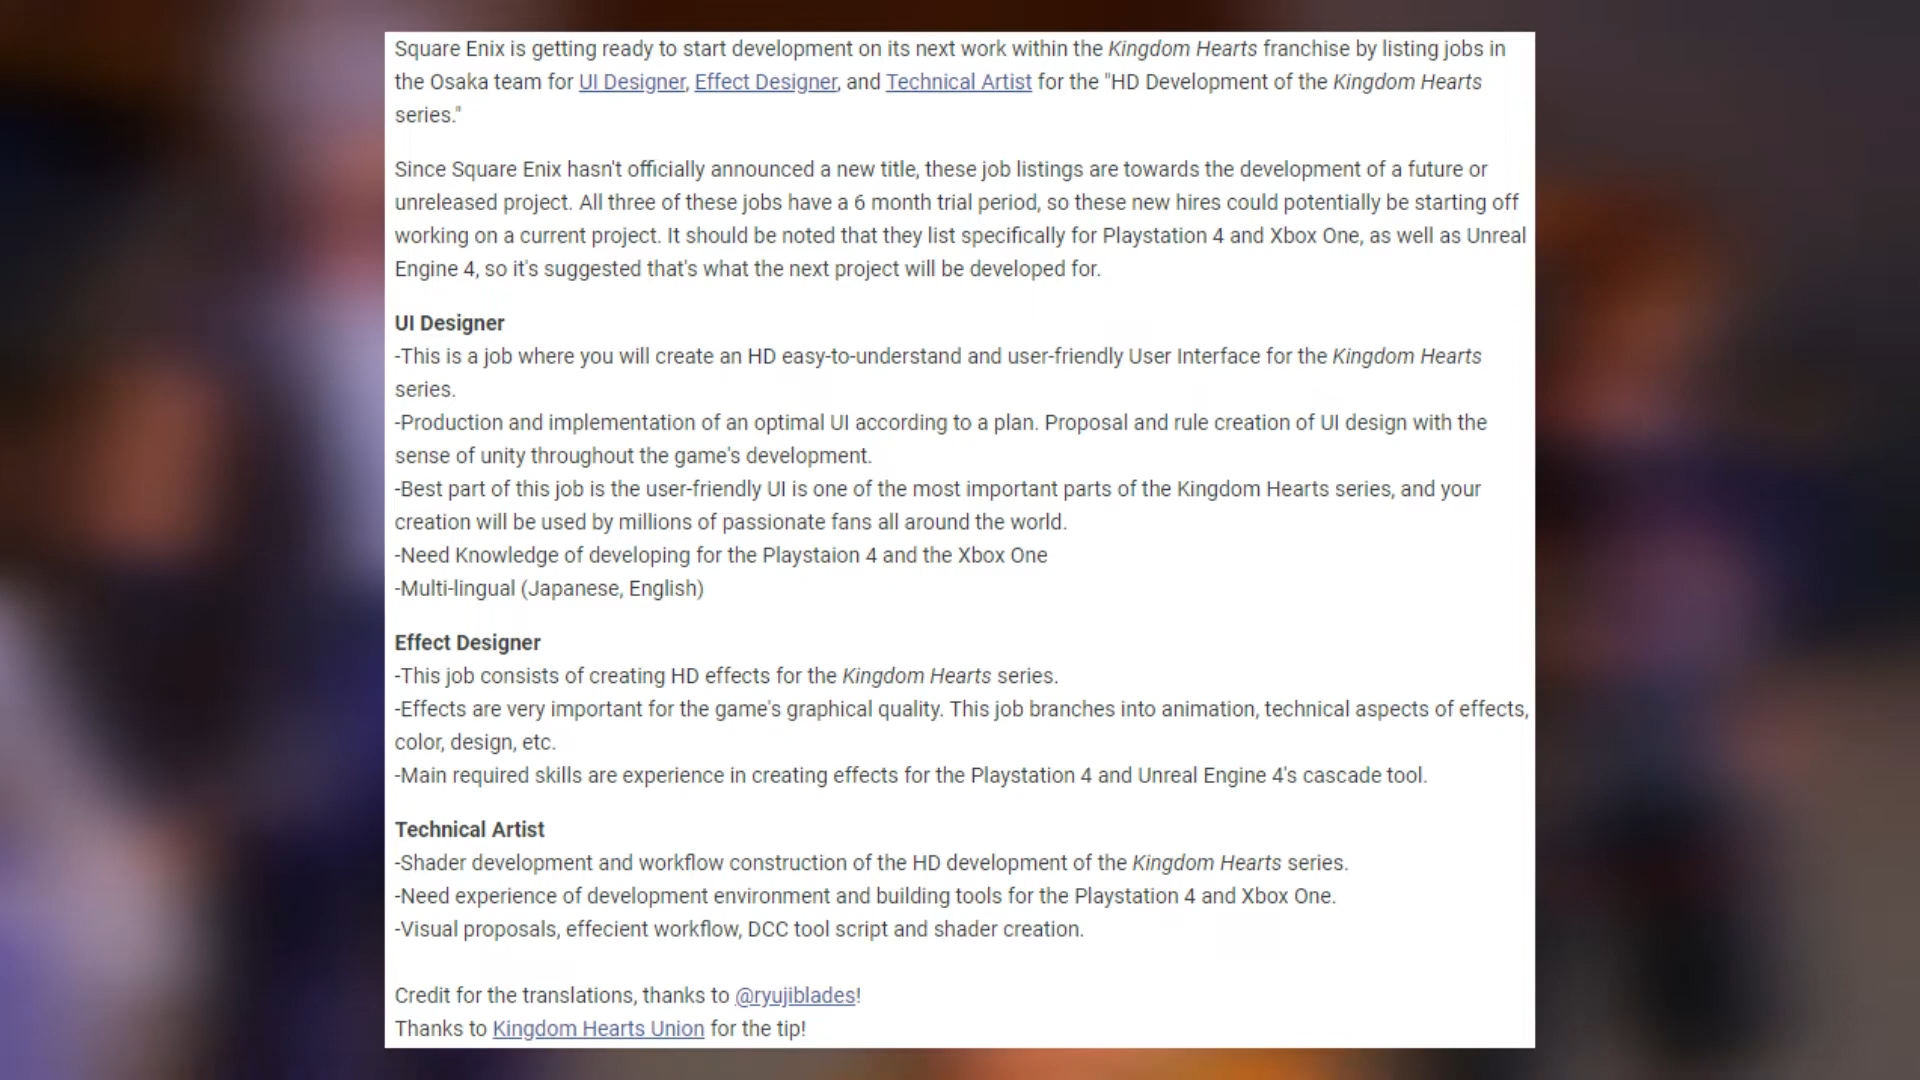 Square Enix is getting ready to start development on its next work within the Kingdom Hearts franchise by listing jobs in
the Osaka team for UI Designer, Effect Designer, and Technical Artist for the "HD Development of the Kingdom Hearts
series."
Since Square Enix hasn't officially announced a new title, these job listings are towards the development of a future or
unreleased project. All three of these jobs have a 6 month trial period, so these new hires could potentially be starting off
working on a current project. It should be noted that they list specifically for Playstation 4 and Xbox One, as well as Unreal
Engine 4, so it's suggested that's what the next project will be developed for.
UI Designer
-This is a job where you will create an HD easy-to-understand and user-friendly User Interface for the Kingdom Hearts
series.
-Production and implementation of an optimal UI according to a plan. Proposal and rule creation of UI design with the
sense of unity throughout the game's development.
-Best part of this job is the user-friendly UI is one of the most important parts of the Kingdom Hearts series, and your
creation will be used by millions of passionate fans all around the world.
-Need Knowledge of developing for the Playstaion 4 and the Xbox One
-Multi-lingual (Japanese, English)
Effect Designer
-This job consists of creating HD effects for the Kingdom Hearts series.
-Effects are very important for the game's graphical quality. This job branches into animation, technical aspects of effects,
color, design, etc.
-Main required skills are experience in creating effects for the Playstation 4 and Unreal Engine 4's cascade tool.
Technical Artist
-Shader development and workflow construction of the HD development of the Kingdom Hearts series.
-Need experience of development environment and building tools for the Playstation 4 and Xbox One.
-Visual proposals, effecient workflow, DCC tool script and shader creation.
Credit for the translations, thanks to @ryujiblades!
Thanks to Kingdom Hearts Union for the tip!